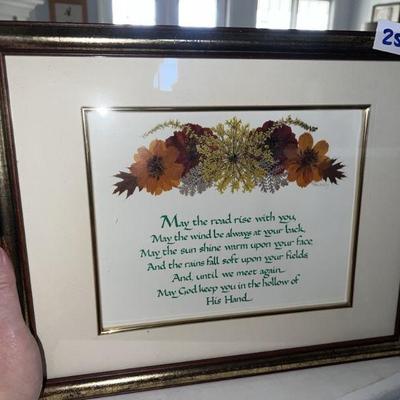 May the road rise with you,
May the wind be always at your back,
May the sun shine warm upon your face,
And the rains fall soft upon your fields.
And, until we meet again...
May God keep you in the hollow of
His Hand...